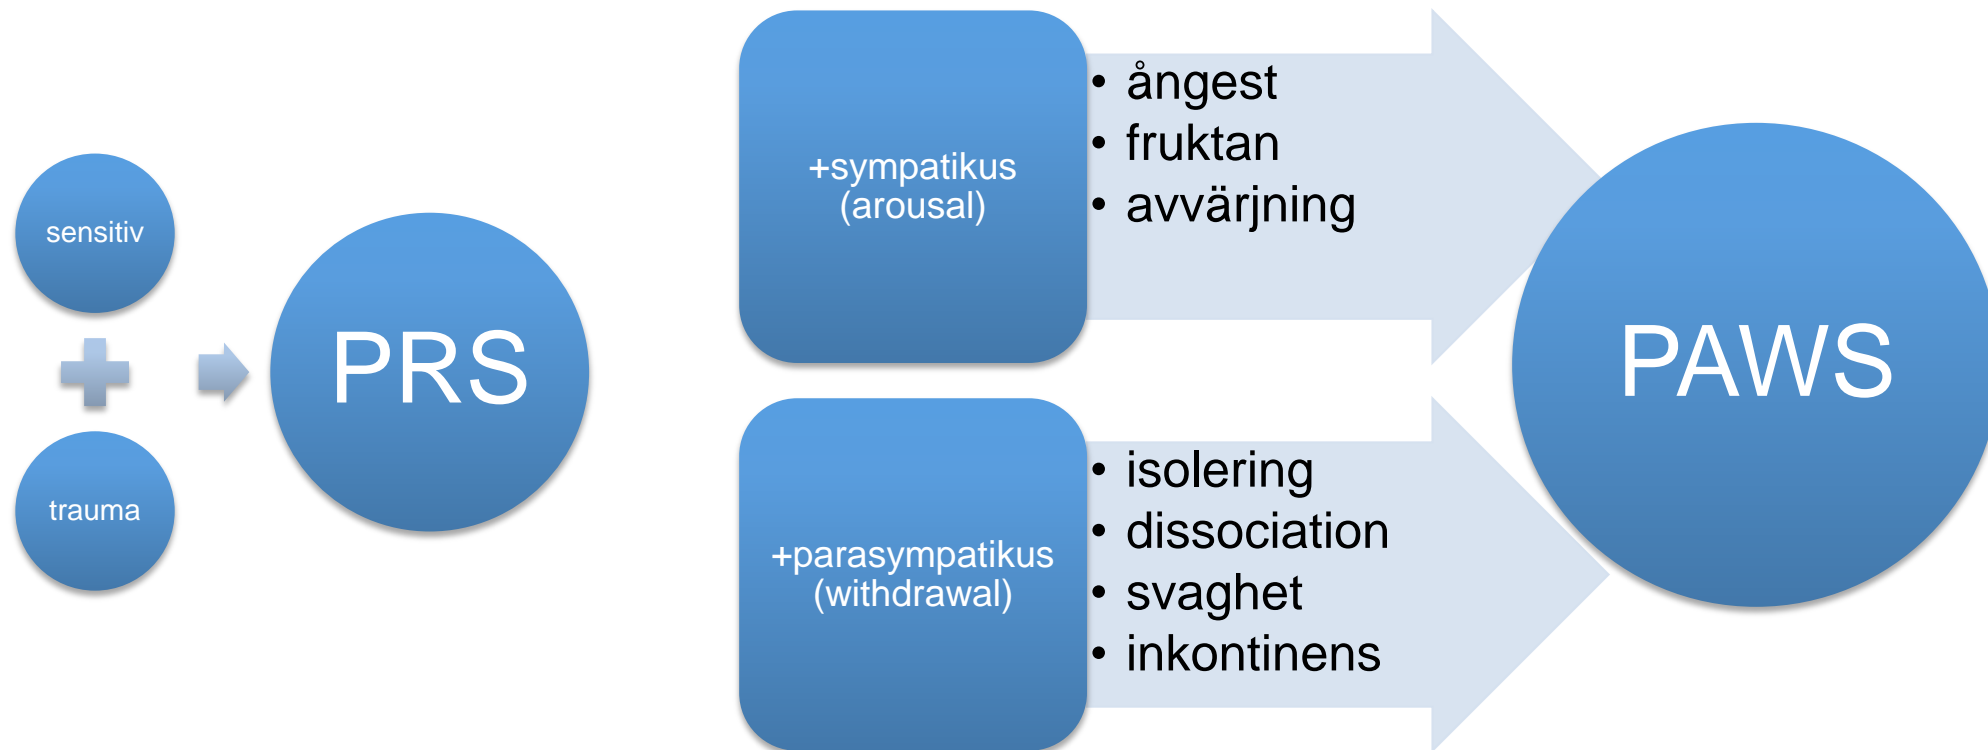 sensitiv
trauma
PRS
+sympatikus
(arousal)
• ångest
• fruktan
• avvärjning
+parasympatikus
(withdrawal)
• isolering
• dissociation
• svaghet
• inkontinens
PAWS